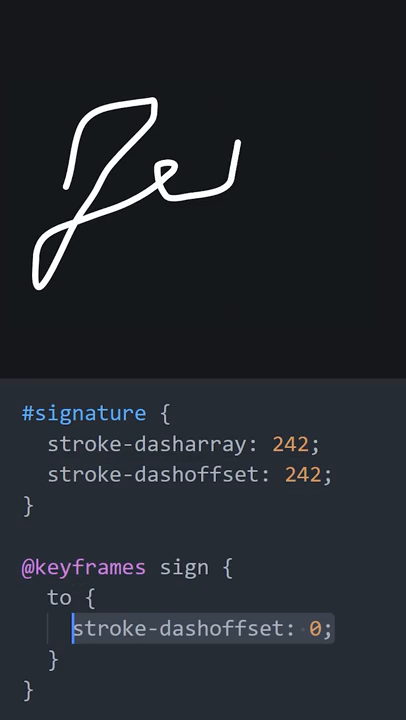 #signature {
stroke-dasharray: 242;
stroke-dashoffset: 242;
}
@keyframes sign {
to {
stroke-dashoffset: 0;
}
}